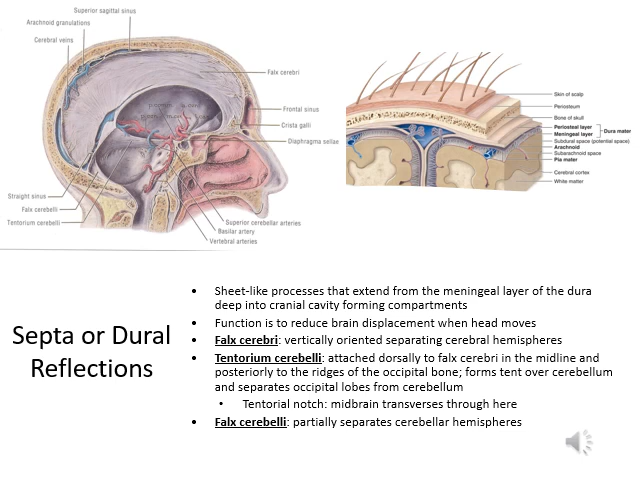 Superior sagittal sinus
Arachnoid granulations
Cerebral veins
Falx cerebri
Frontal sinus
Crista galli
Diaphragma sellae
Straight sinus
Falx cerebelli
Tentorium cerebelli
Superior cerebellar arteries
Basilar artery
Vertebral arteries
Skin of scalp
Periosteum
Bone of skull
Periosteal layer
Meningeal layer
Dura mater
Subdural space (potential space)
Arachnoid
Subarachnoid space
Pia mater
Cerebral cortex
White matter
Septa or Dural
Reflections
• Sheet-like processes that extend from the meningeal layer of the dura
deep into cranial cavity forming compartments
• Function is to reduce brain displacement when head moves
• Falx cerebri: vertically oriented separating cerebral hemispheres
• Tentorium cerebelli: attached dorsally to falx cerebri in the midline and
posteriorly to the ridges of the occipital bone; forms tent over cerebellum
and separates occipital lobes from cerebellum
• Tentorial notch: midbrain transverses through here
• Falx cerebelli: partially separates cerebellar hemispheres